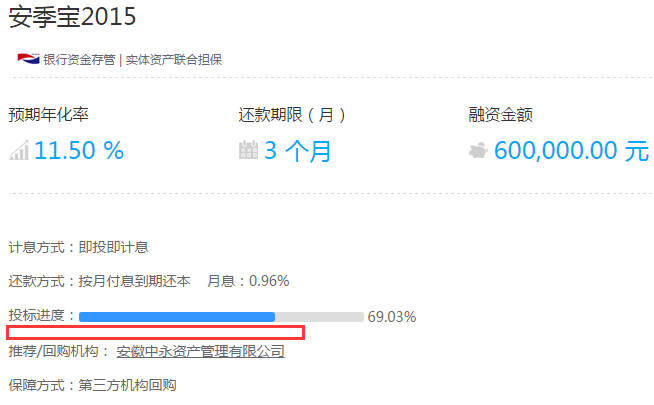 安季宝2015
银行资金存管 | 实体资产联合担保
预期年化率 还款期限（月） 融资金额
11.50 % 3 个月 600,000.00 元
计息方式：即投即计息
还款方式：按月付息到期还本 月息：0.96%
投标进度： 69.03%
推荐/回购机构： 安徽中永资产管理有限公司
保障方式：第三方机构回购